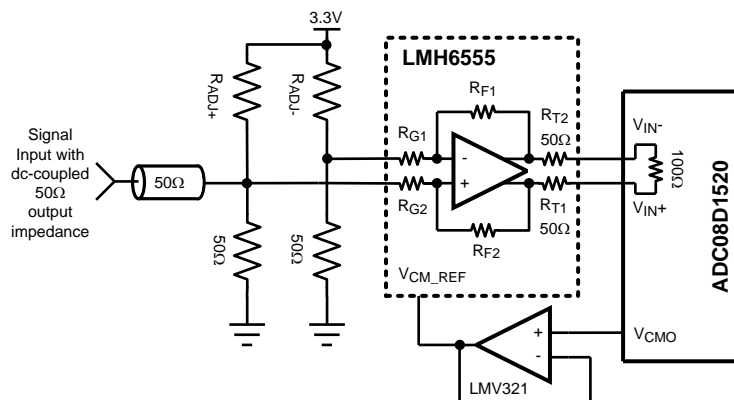 3.3V
LMH6555
RADJ+
RADJ-
RF1
RT2
50Ω
RG1
VIN-
Signal
Input with
dc-coupled
50Ω
output
impedance
50Ω
-
+
100Ω
RG2
RT1
50Ω
VIN+
RF2
50Ω
50Ω
ADC08D1520
VCM_REF
+
-
VCMO
LMV321